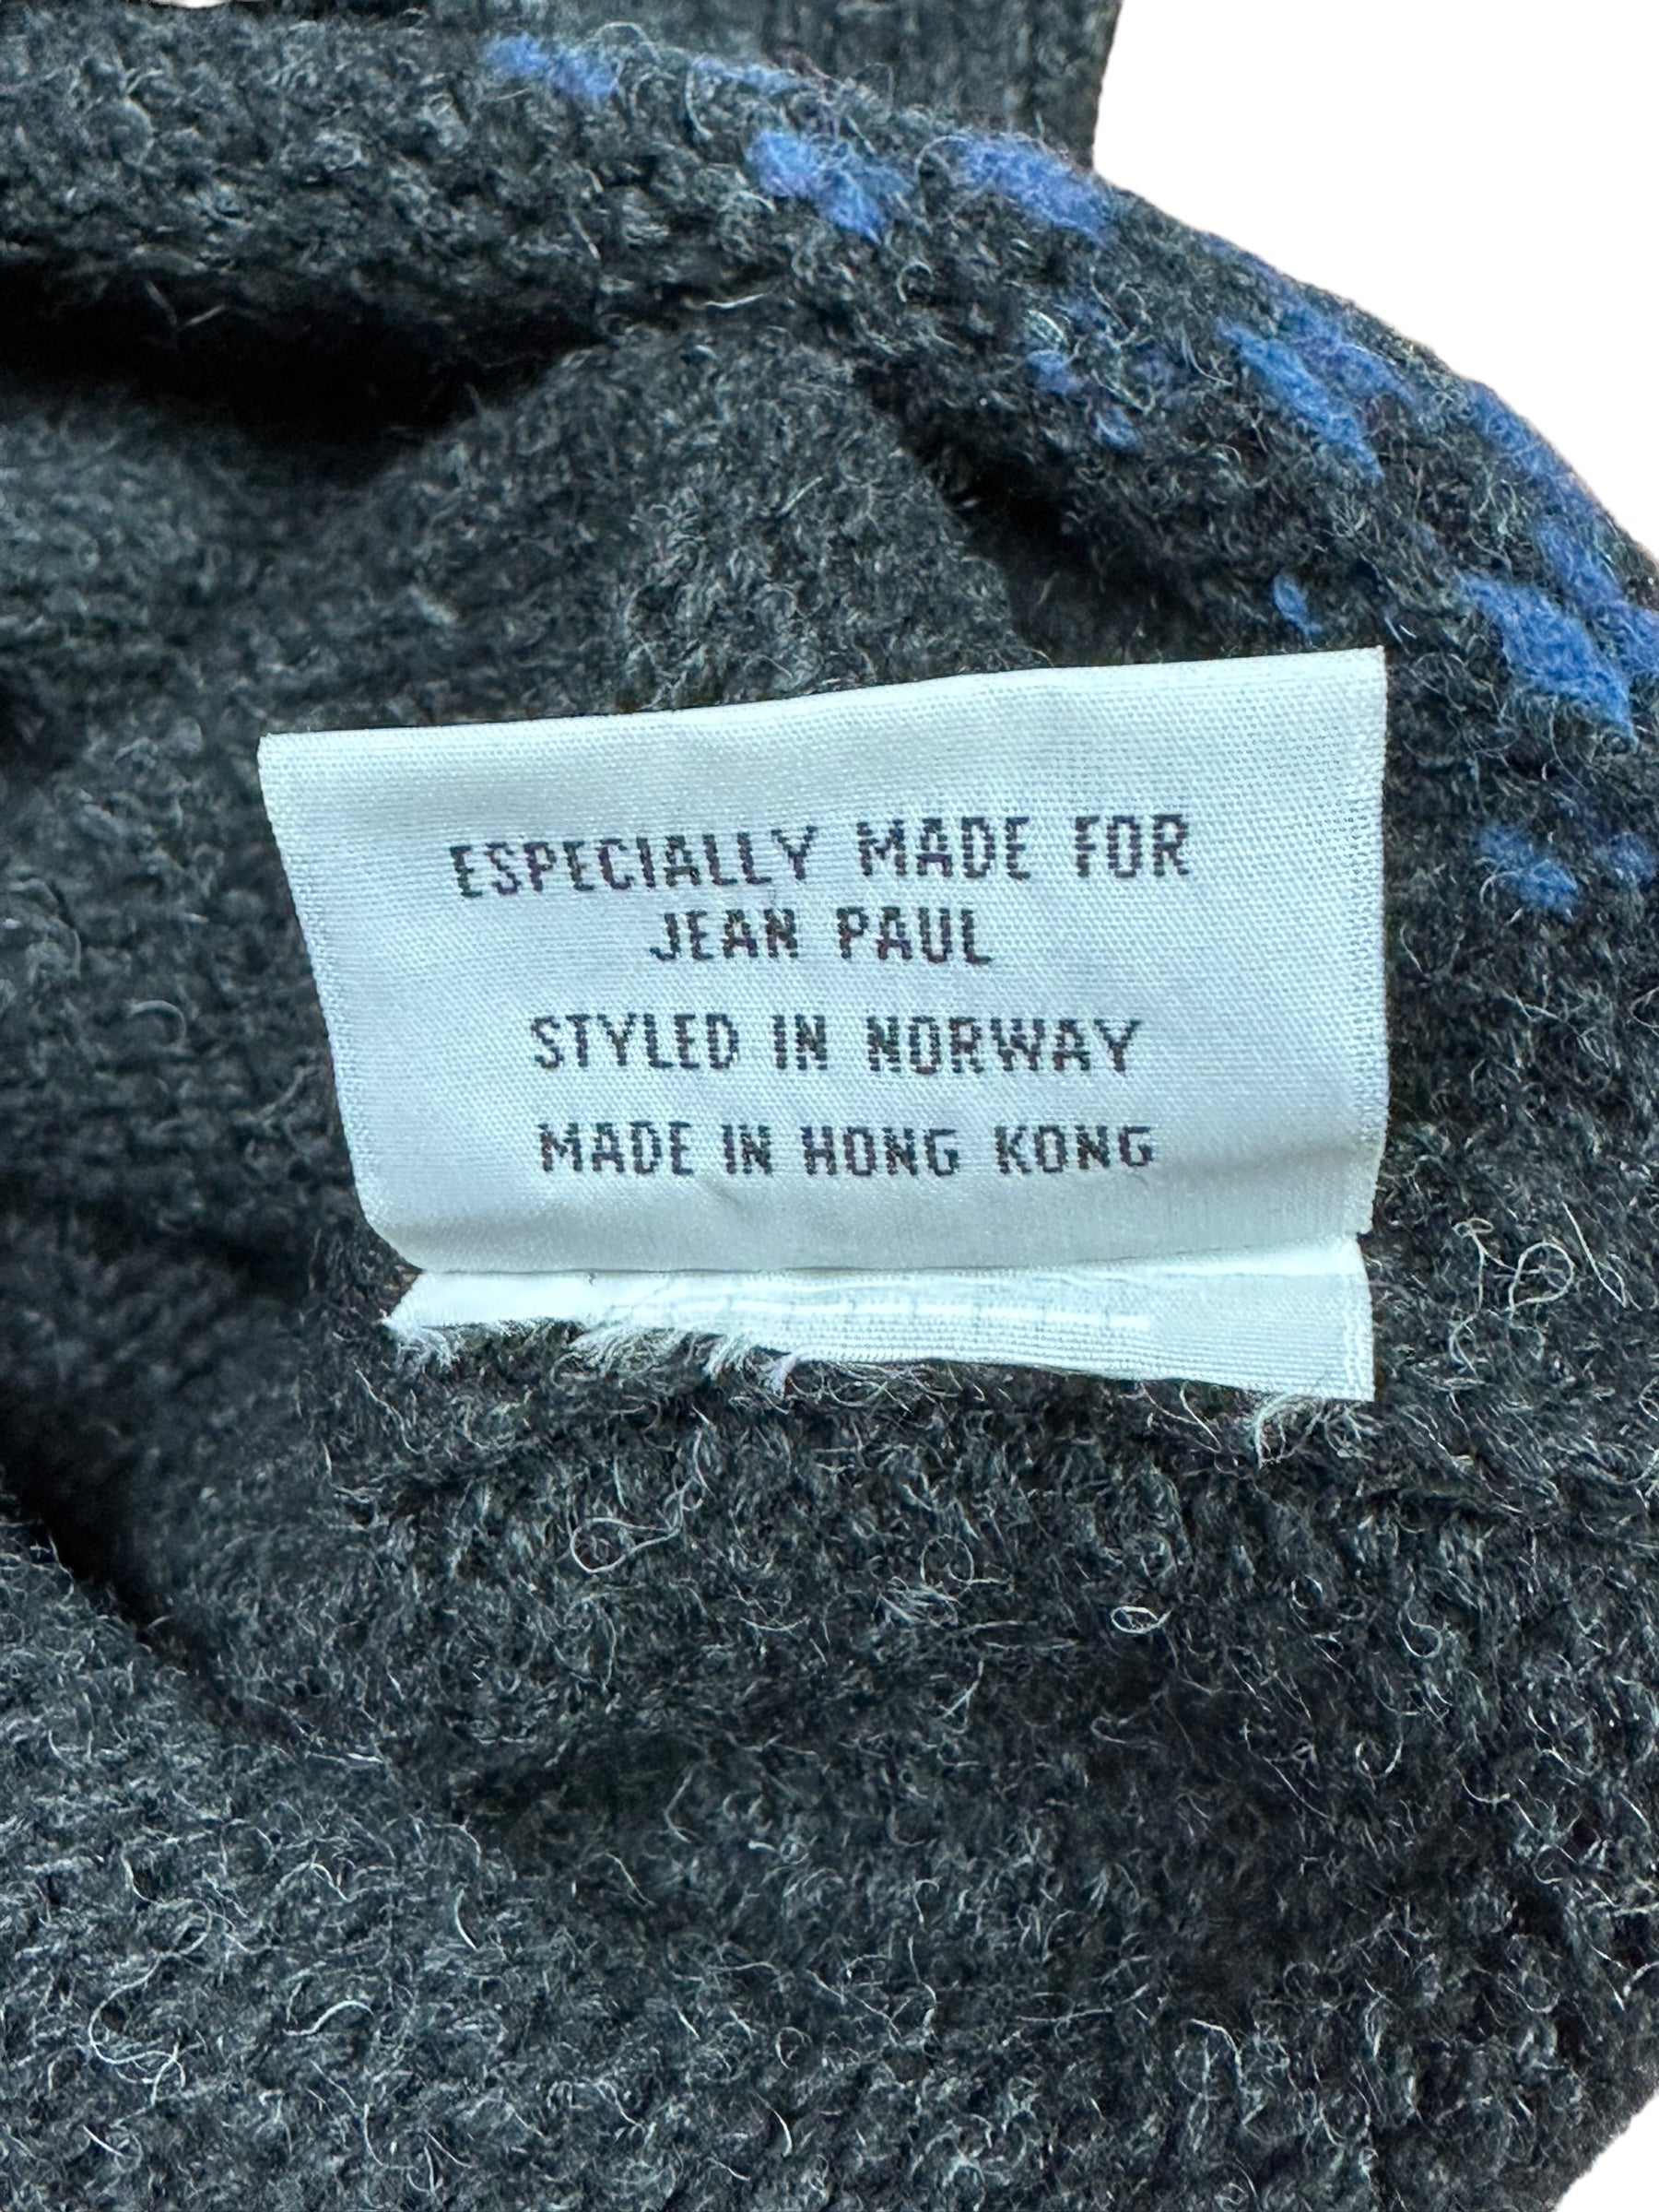 ESPECIALLY MADE FOR
JEAN PAUL
STYLED IN NORWAY
MADE IN HONG KONG